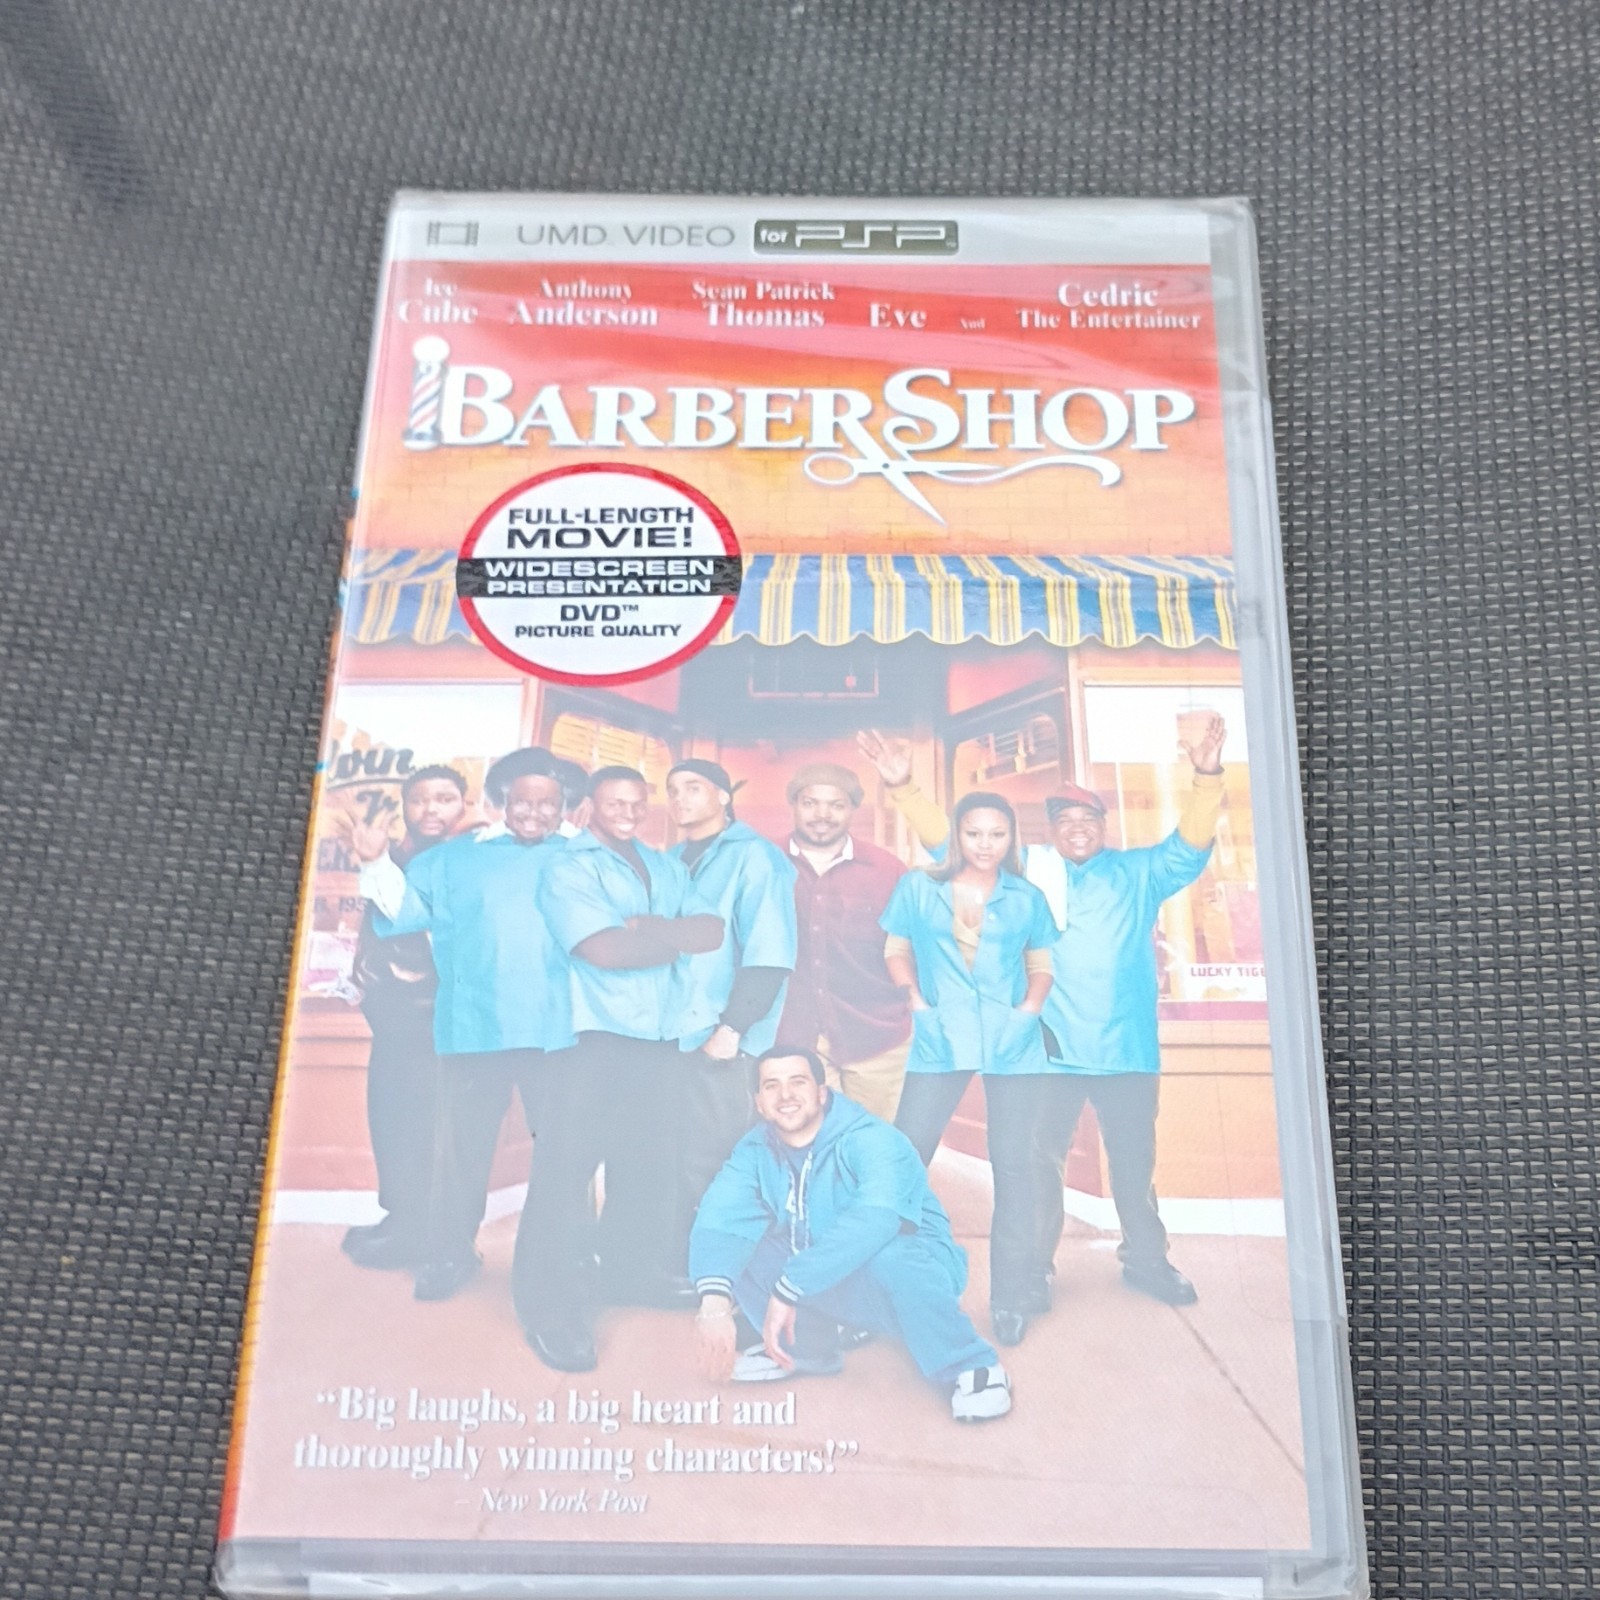 UMD VIDEO for PSP
Ice Anthony Sean Patrick Cedric
Cube Anderson Thomas Eve And The Entertainer
BARBERSHOP
FULL-LENGTH
MOVIE!
WIDESCREEN
PRESENTATION
DVD™
PICTURE QUALITY
LUCKY TIG
"Big laughs, a big heart and
thoroughly winning characters!"
– New York Post